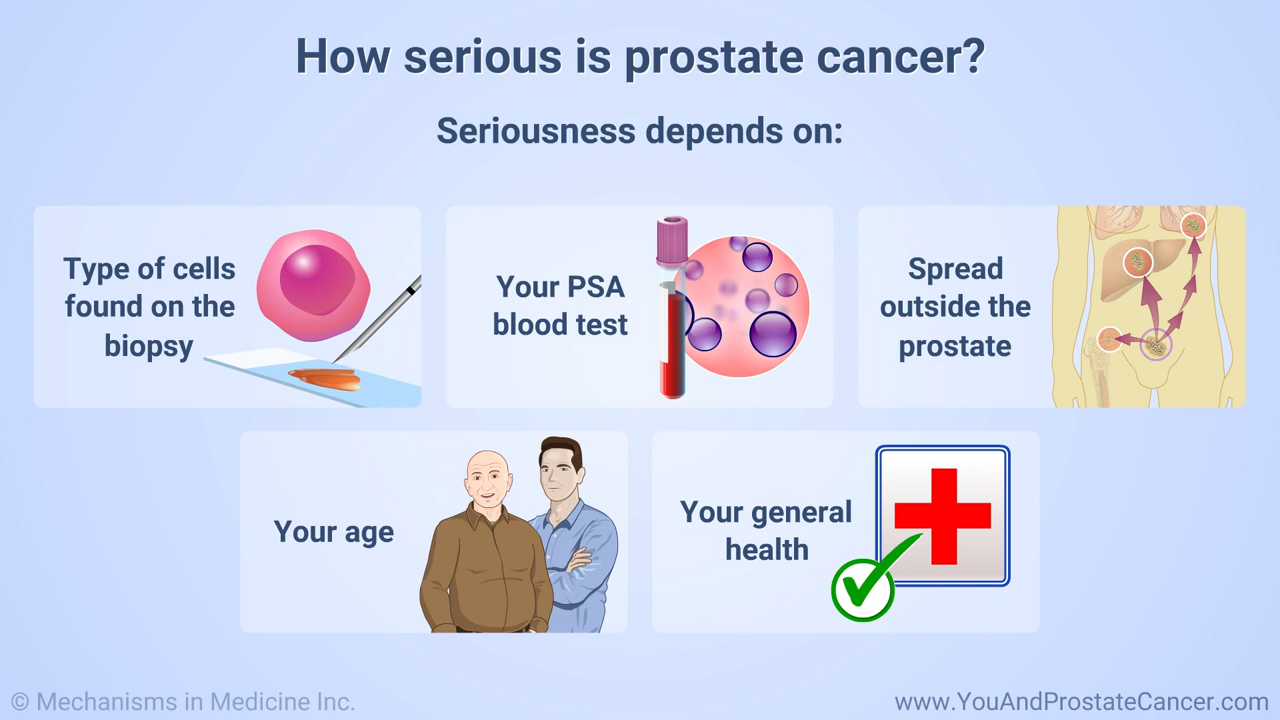 How serious is prostate cancer?
Seriousness depends on:
Type of cells
found on the
biopsy
Your PSA
blood test
Spread
outside the
prostate
Your age
Your general
health
© Mechanisms in Medicine Inc.
www.YouAndProstateCancer.com